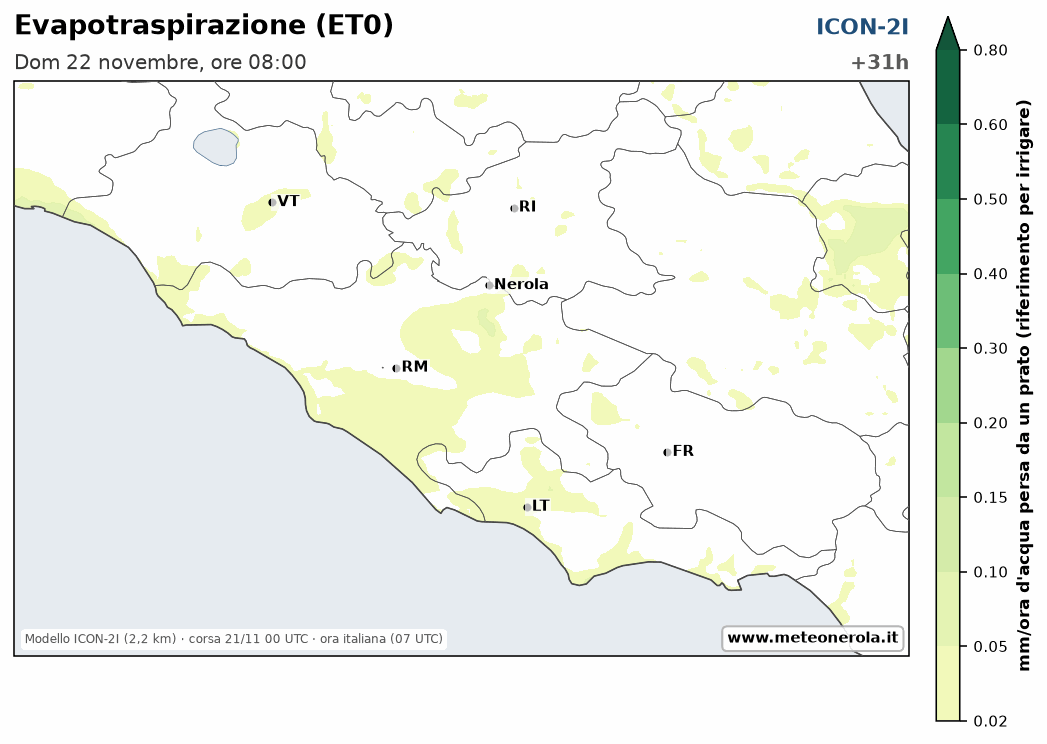 Evapotraspirazione (ET0)
ICON-2I
Dom 22 novembre, ore 08:00
+31h
VT
RI
Nerola
RM
FR
LT
Modello ICON-2I (2,2 km) · corsa 21/11 00 UTC · ora italiana (07 UTC)
www.meteonerola.it
0.80
0.60
0.50
0.40
0.30
0.20
0.15
0.10
0.05
0.02
mm/ora d'acqua persa da un prato (riferimento per irrigare)